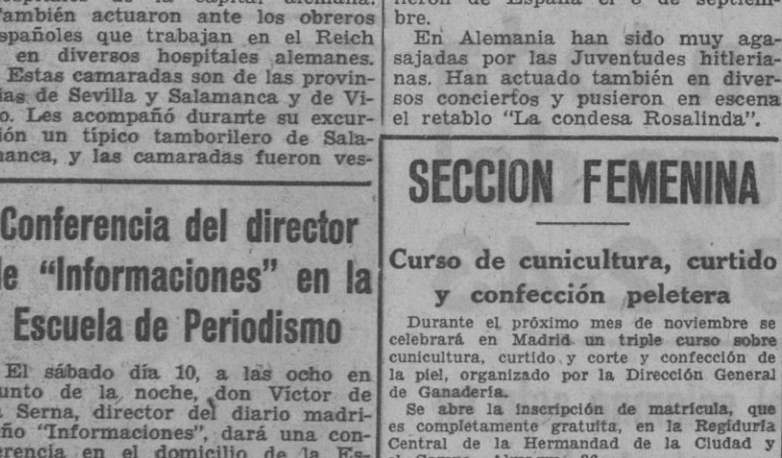 También actuaron ante los obreros
españoles que trabajan en el Reich
en diversos hospitales alemanes.
Estas camaradas son de las provin-
ias de Sevilla y Salamanca y de Vi-
o. Les acompañó durante su excur-
ión un típico tamborilero de Sala-
manca, y las camaradas fueron ves-
Conferencia del director
de “Informaciones” en la
Escuela de Periodismo
El sábado día 10, a las ocho en
unto de la noche, don Víctor de
Serna, director del diario madri-
ño “Informaciones”, dará una con-
erencia en el domicilio de la Es-
bre.
En Alemania han sido muy aga-
sajadas por las Juventudes hitleria-
nas. Han actuado también en diver-
sos conciertos y pusieron en escena
el retablo “La condesa Rosalinda”.
SECCION FEMENINA
Curso de cunicultura, curtido
y confección peletera
Durante el próximo mes de noviembre se
celebrará en Madrid un triple curso sobre
cunicultura, curtido y corte y confección de
la piel, organizado por la Dirección General
de Ganadería.
Se abre la inscripción de matrícula, que
es completamente gratuita, en la Regiduría
Central de la Hermandad de la Ciudad y